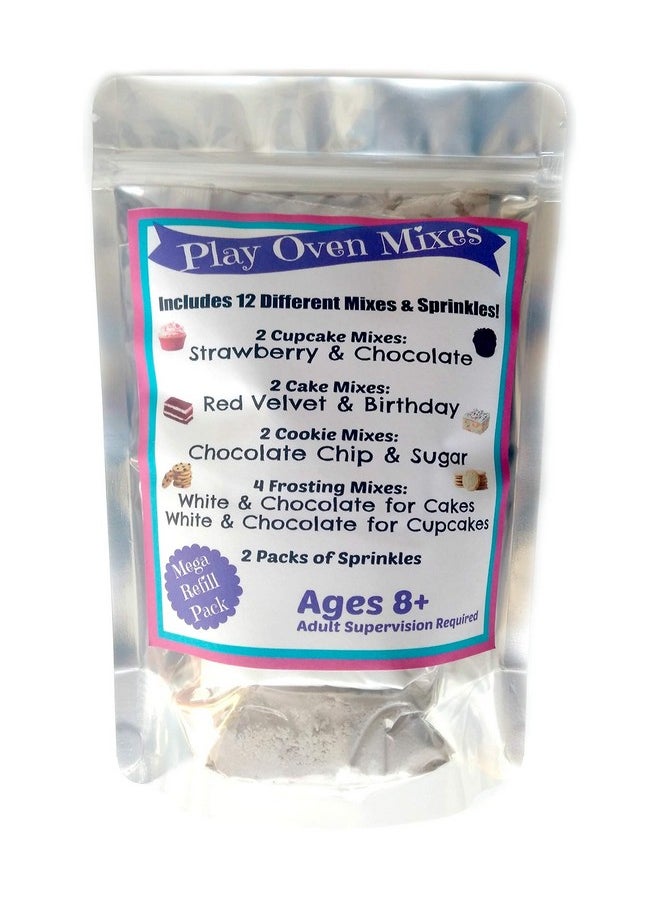 Play Oven Mixes
Includes 12 Different Mixes & Sprinkles!
2 Cupcake Mixes:
Strawberry & Chocolate
2 Cake Mixes:
Red Velvet & Birthday
2 Cookie Mixes:
Chocolate Chip & Sugar
4 Frosting Mixes:
White & Chocolate for Cakes
White & Chocolate for Cupcakes
2 Packs of Sprinkles
Mega
Refill
Pack
Ages 8+
Adult Supervision Required